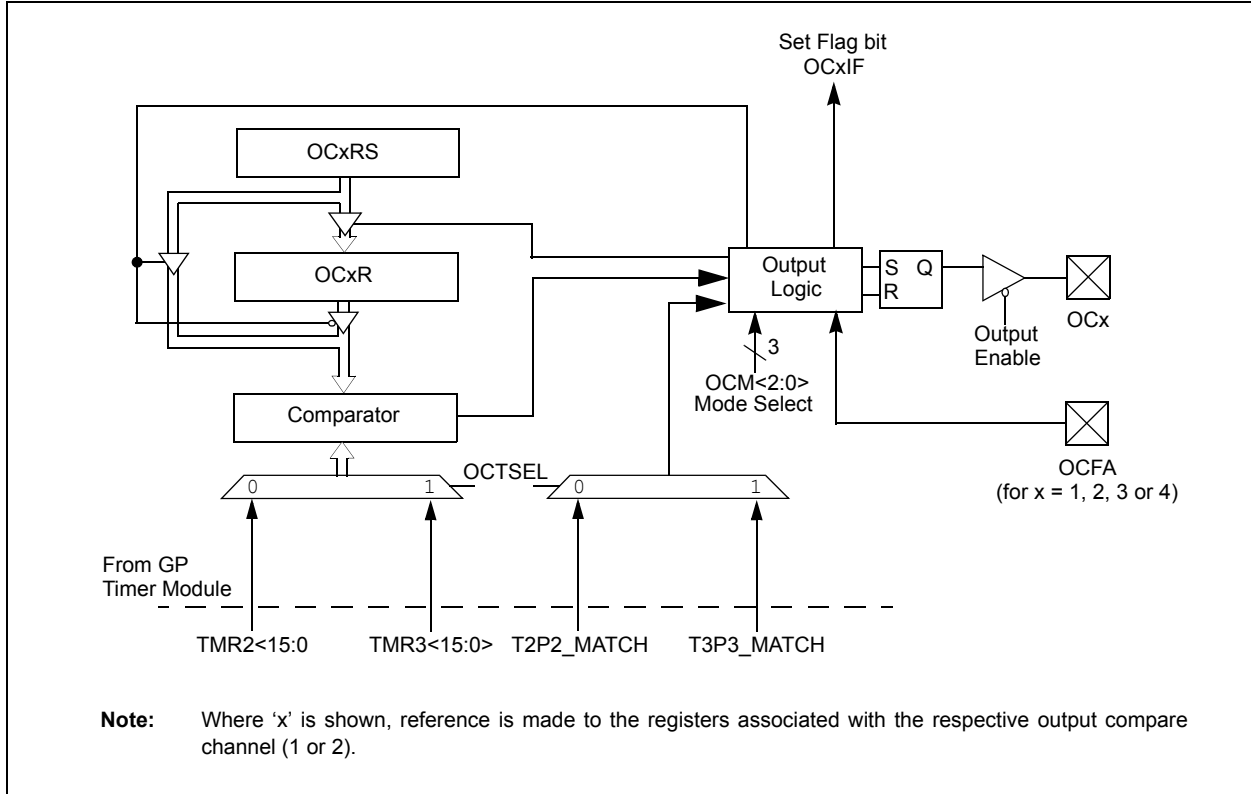 Set Flag bit
OCxIF
OCxRS
OCxR
Output
Logic
S Q
R
OCx
Output
Enable
3
OCM<2:0>
Mode Select
Comparator
OCFA
(for x = 1, 2, 3 or 4)
OCTSEL
0 1
0 1
From GP
Timer Module
TMR2<15:0
TMR3<15:0>
T2P2_MATCH
T3P3_MATCH
Note: Where ‘x’ is shown, reference is made to the registers associated with the respective output compare
channel (1 or 2).